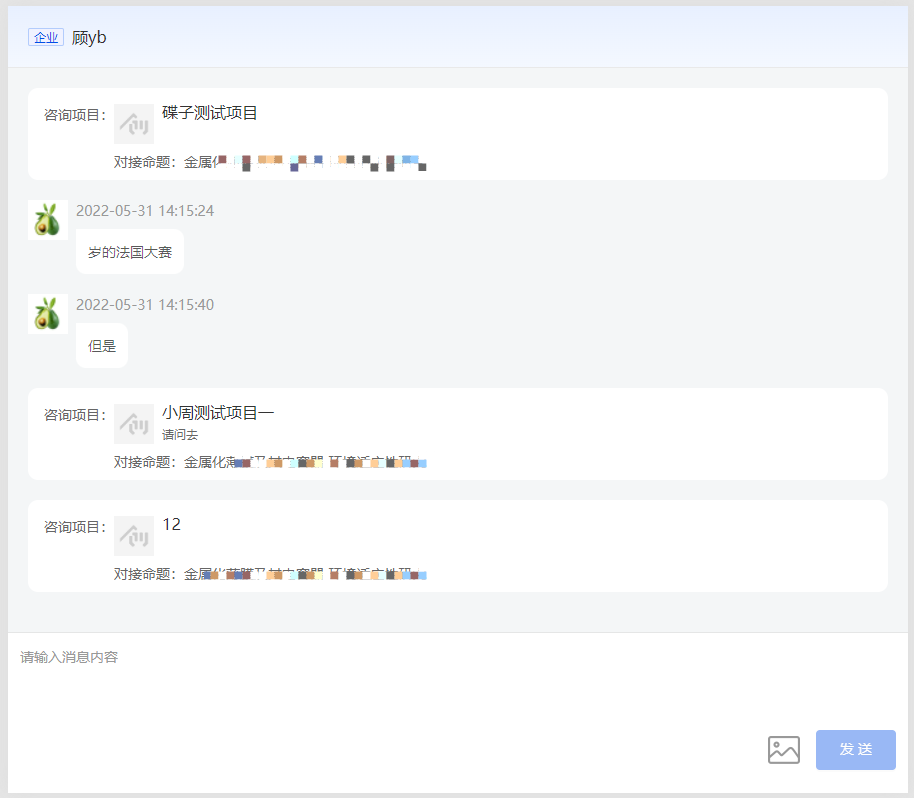 企业 顾yb
咨询项目： 碟子测试项目
对接命题：金属
2022-05-31 14:15:24
岁的法国大赛
2022-05-31 14:15:40
但是
咨询项目： 小周测试项目一
请问去
对接命题：金属化
咨询项目： 12
对接命题：金属
请输入消息内容
发 送